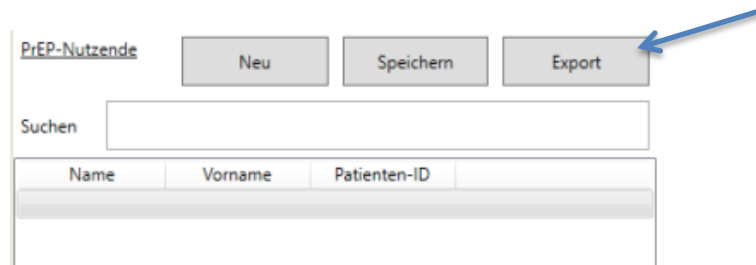 PrEP-Nutzende Neu Speichern Export
Suchen
Name Vorname Patienten-ID